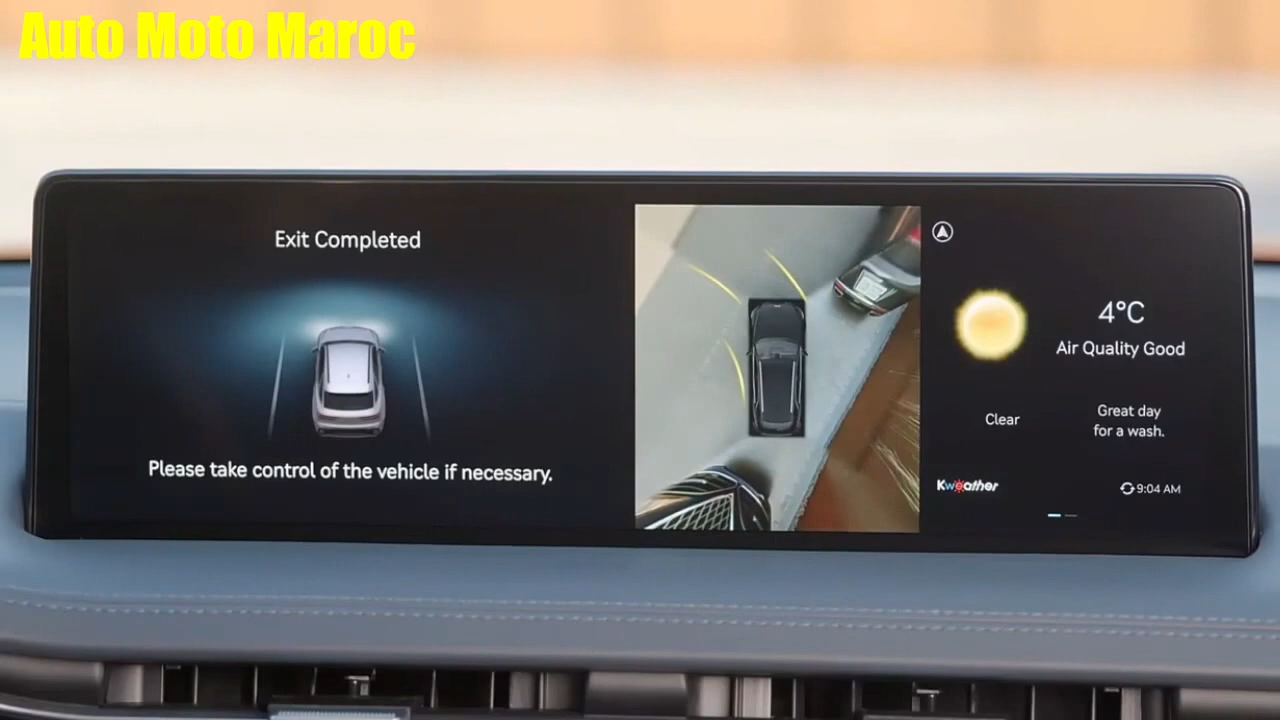 Auto Moto Maroc
Exit Completed
Please take control of the vehicle if necessary.
4°C
Air Quality Good
Clear
Great day
for a wash.
Kweather
9:04 AM